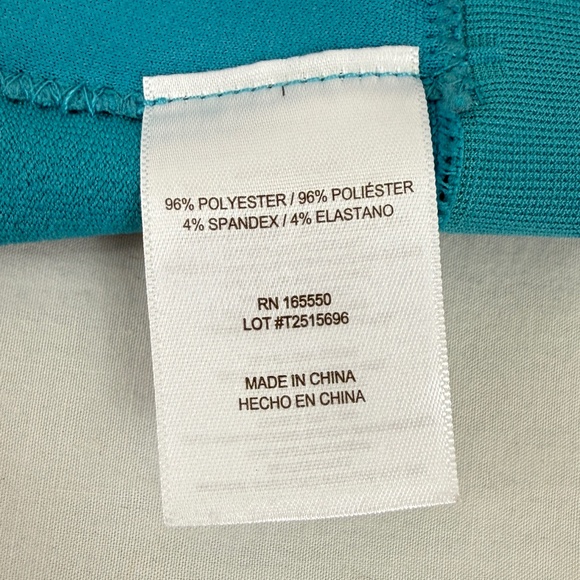 96% POLYESTER / 96% POLIÉSTER
4% SPANDEX / 4% ELASTANO
RN 165550
LOT #T2515696
MADE IN CHINA
HECHO EN CHINA